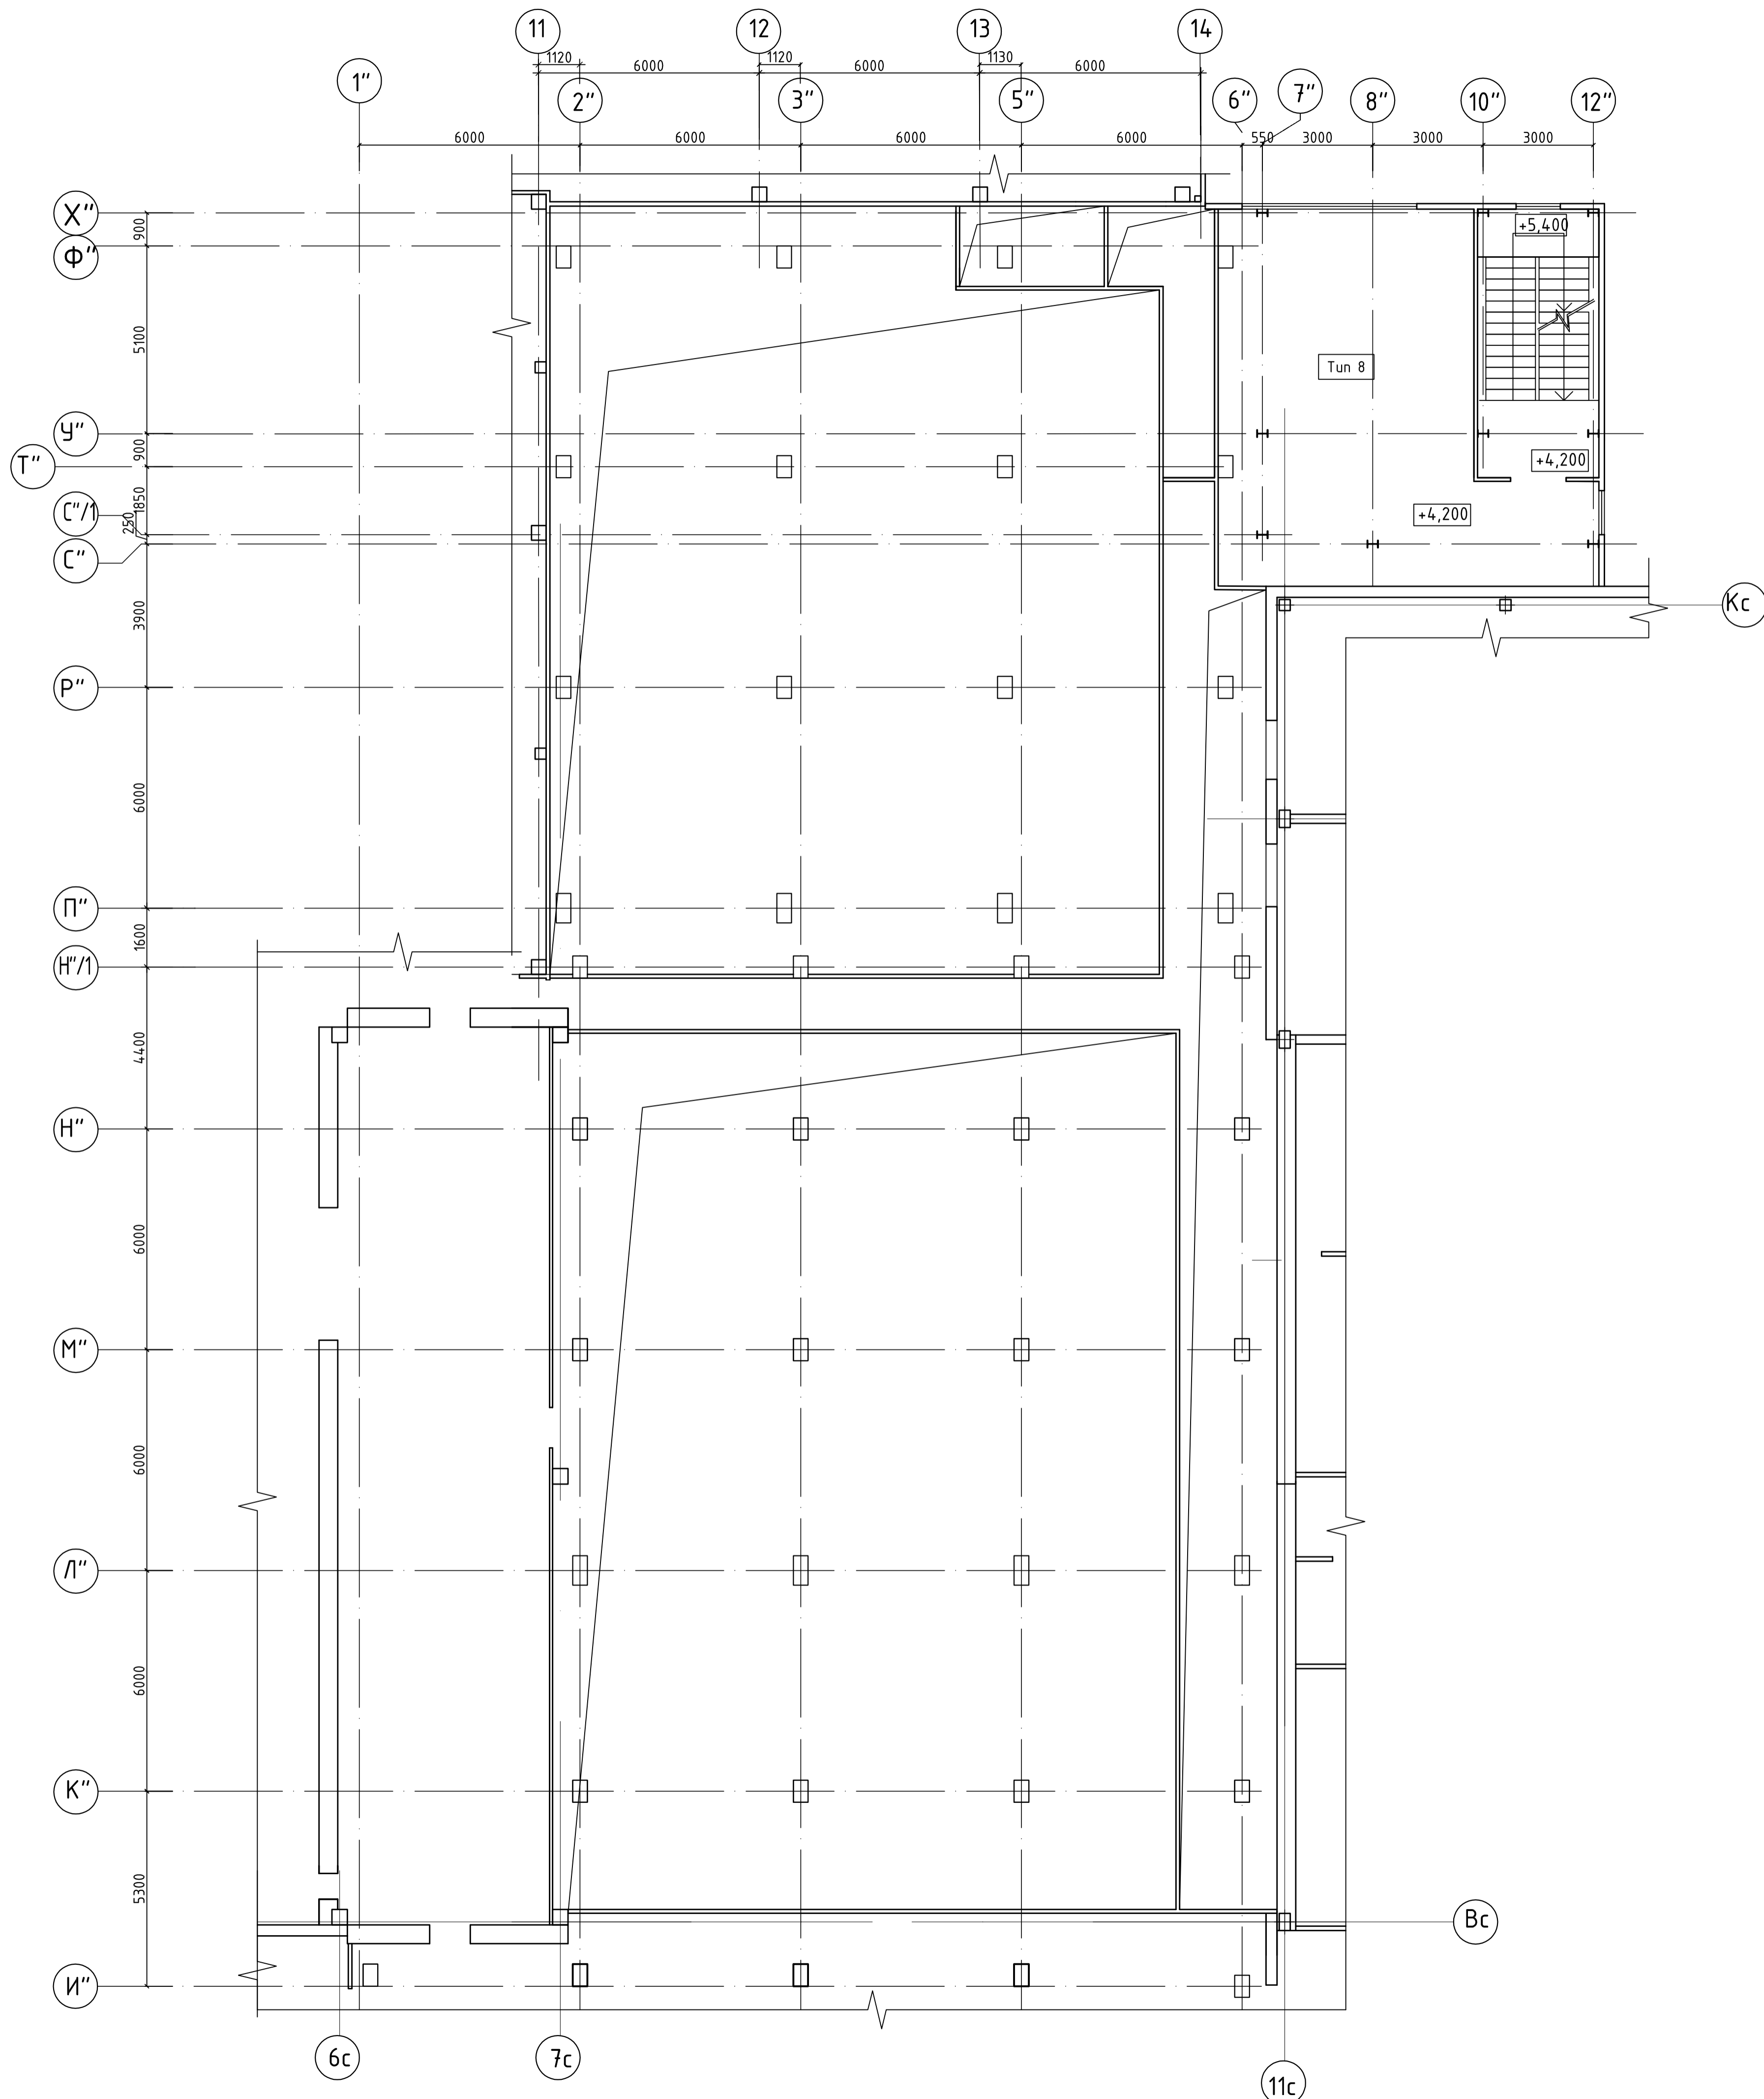 11 12 13 14
1120 1120 1130
6000 6000 6000
1" 2" 3" 5" 6" 7" 8" 10" 12"
6000 6000 6000 6000 550 3000 3000 3000
Х"
900
+5,400
Ф"
5100
Тип 8
У"
900
+4,200
Т"
1850
С"/1
+4,200
250
С"
3900
Кс
Р"
6000
П"
1600
Н"/1
4400
Н"
6000
М"
6000
Л"
6000
К"
5300
Вс
И"
6с 7с
11с